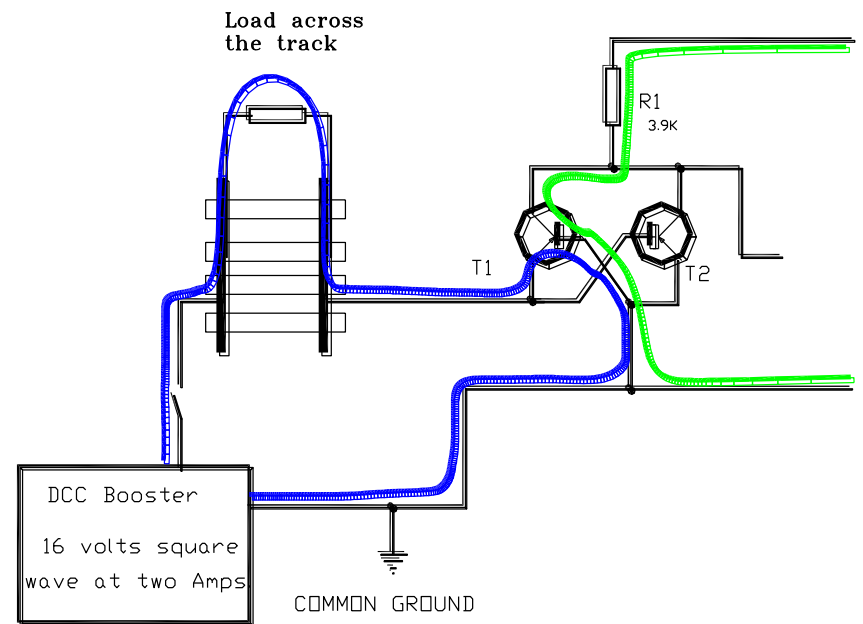 Load across
the track
R1
3.9K
T1
T2
DCC Booster
16 volts square
wave at two Amps
COMMON GROUND